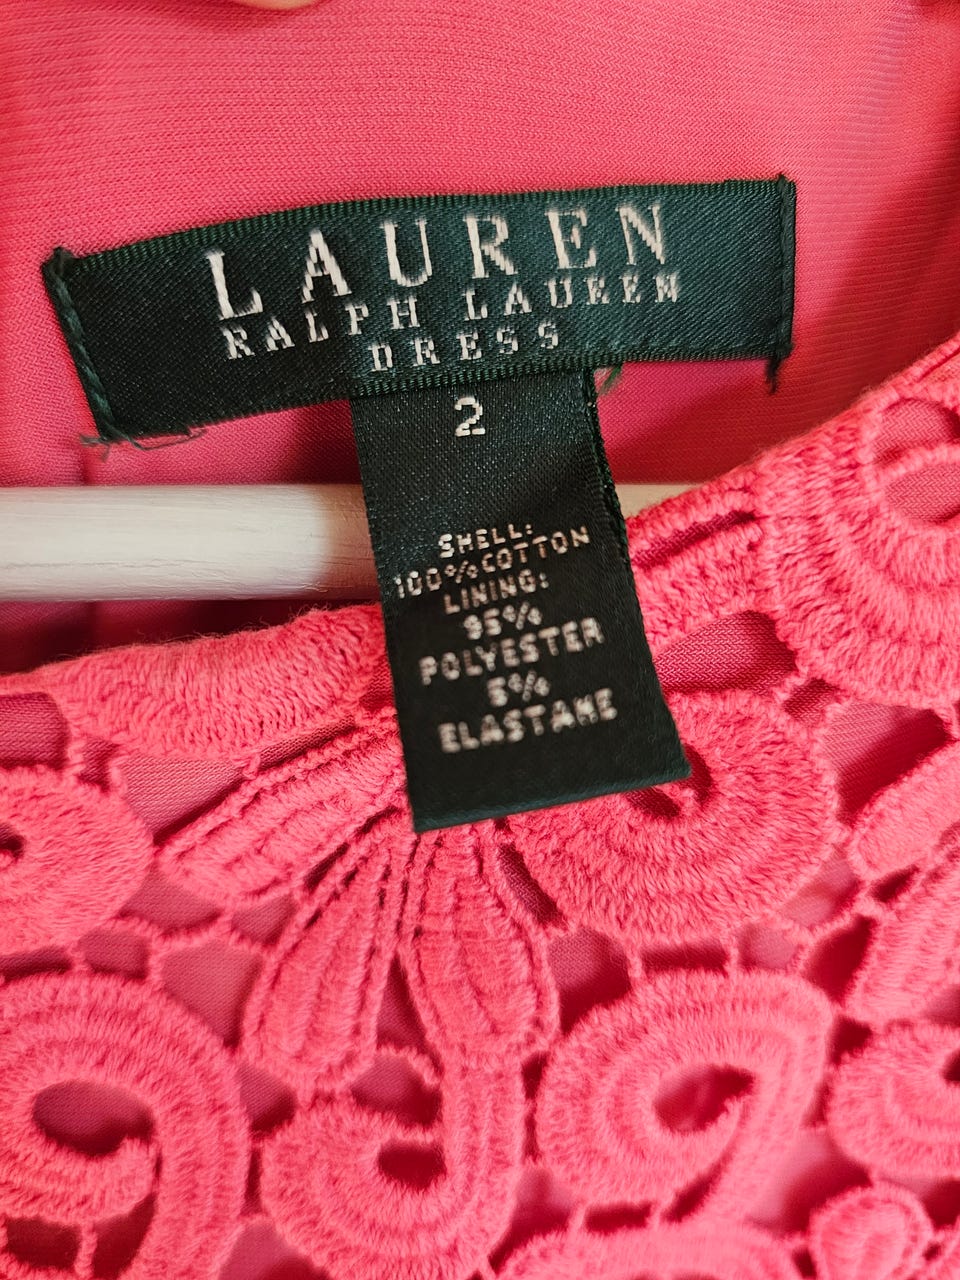 LAUREN
RALPH LAUREN
DRESS
2
SHELL:
100%COTTON
LINING:
95%
POLYESTER
5%
ELASTANE